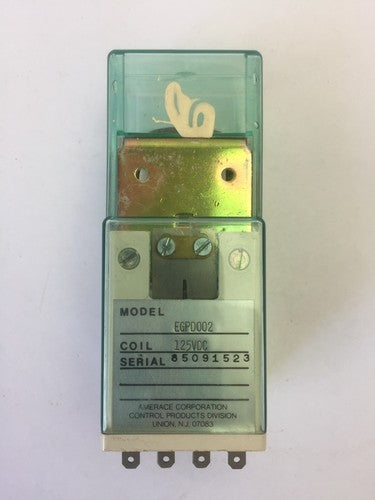 MODEL EGPD002
COIL 125VDC
SERIAL 85091523
AMERACE CORPORATION
CONTROL PRODUCTS DIVISION
UNION, N.J. 07083